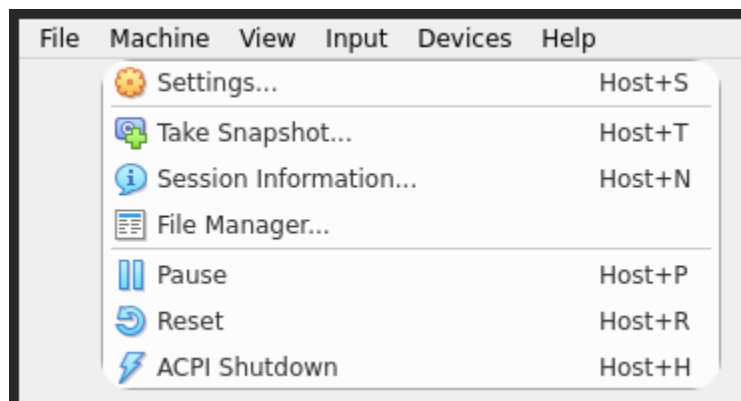 File Machine View Input Devices Help
Settings... Host+S
Take Snapshot... Host+T
Session Information... Host+N
File Manager...
Pause Host+P
Reset Host+R
ACPI Shutdown Host+H